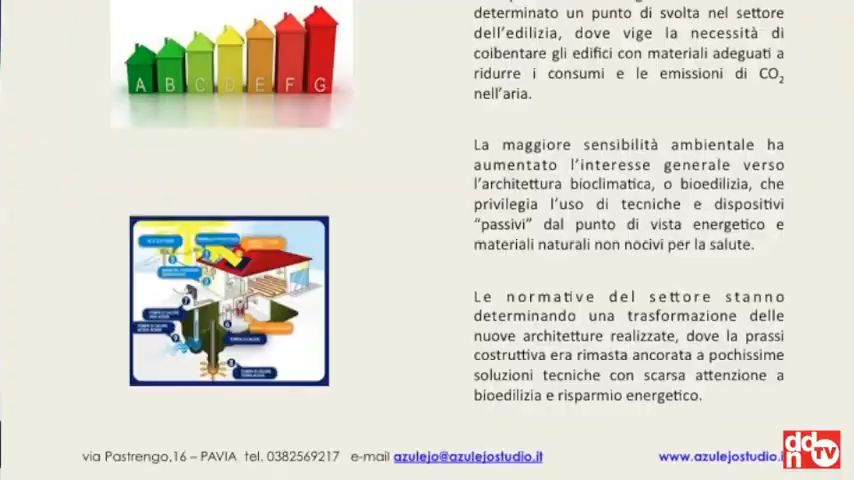 A B C D E F G
determinato un punto di svolta nel settore
dell'edilizia, dove vige la necessità di
coibentare gli edifici con materiali adeguati a
ridurre i consumi e le emissioni di CO2
nell'aria.
La maggiore sensibilità ambientale ha
aumentato l'interesse generale verso
l'architettura bioclimatica, o bioedilizia, che
privilegia l'uso di tecniche e dispositivi
“passivi” dal punto di vista energetico e
materiali naturali non nocivi per la salute.
Le normative del settore stanno
determinando una trasformazione delle
nuove architetture realizzate, dove la prassi
costruttiva era rimasta ancorata a pochissime
soluzioni tecniche con scarsa attenzione a
bioedilizia e risparmio energetico.
via Pastrengo,16 – PAVIA tel. 0382569217 e-mail azulejo@azulejostudio.it
www.azulejostudio.i
ddn TV